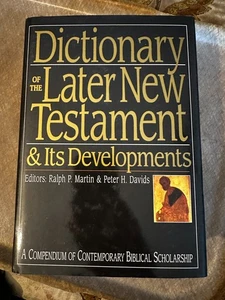 Dictionary
OF THE Later New
Testament
& Its Developments
Editors: Ralph P. Martin & Peter H. Davids
A COMPENDIUM OF CONTEMPORARY BIBLICAL SCHOLARSHIP